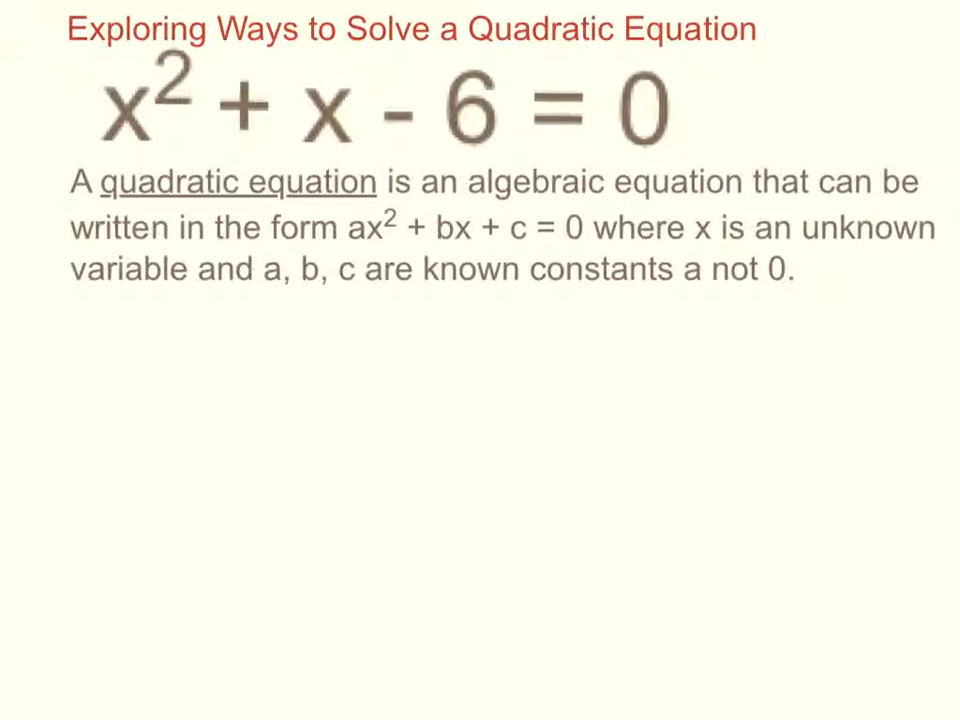 Exploring Ways to Solve a Quadratic Equation
x² + x - 6 = 0
A quadratic equation is an algebraic equation that can be
written in the form ax² + bx + c = 0 where x is an unknown
variable and a, b, c are known constants a not 0.